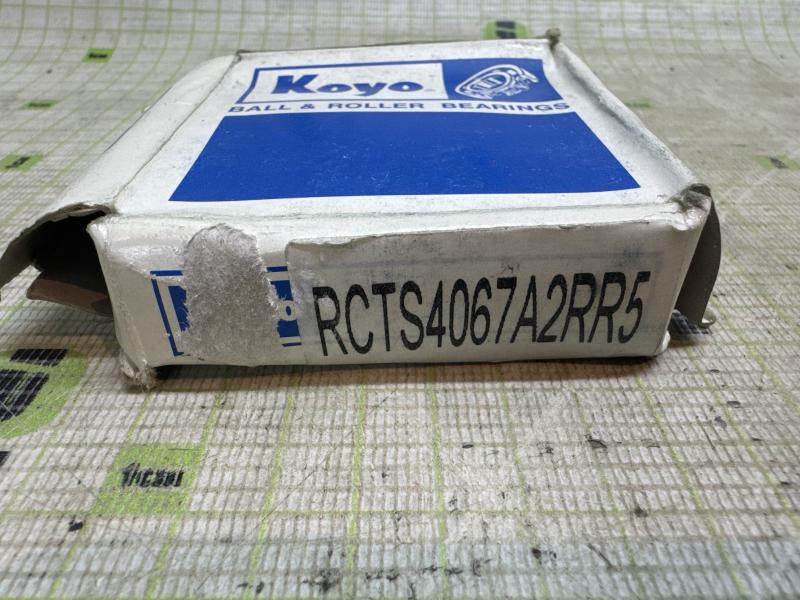 Koyo
BALL & ROLLER BEARINGS
RCTS4067A2RR5